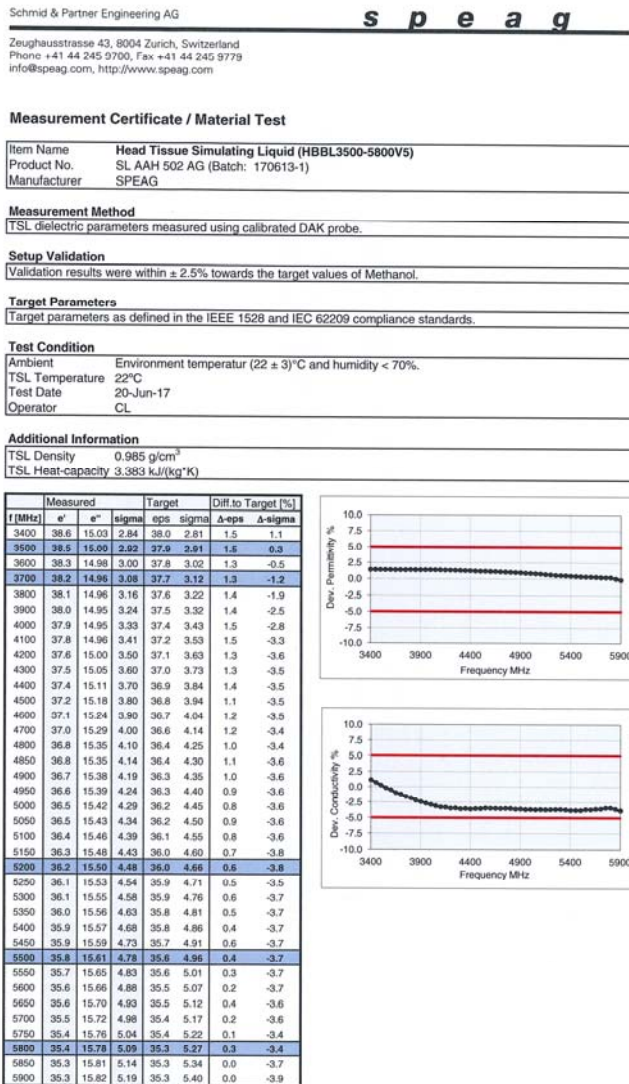 Schmid & Partner Engineering AG
s p e a g
Zeughausstrasse 43, 8004 Zurich, Switzerland
Phone +41 44 245 9700, Fax +41 44 245 9779
info@speag.com, http://www.speag.com
Measurement Certificate / Material Test
Item Name Head Tissue Simulating Liquid (HBBL3500-5800V5)
Product No. SL AAH 502 AG (Batch: 170613-1)
Manufacturer SPEAG
Measurement Method
TSL dielectric parameters measured using calibrated DAK probe.
Setup Validation
Validation results were within ± 2.5% towards the target values of Methanol.
Target Parameters
Target parameters as defined in the IEEE 1528 and IEC 62209 compliance standards.
Test Condition
Ambient Environment temperatur (22 ± 3)°C and humidity < 70%.
TSL Temperature 22°C
Test Date 20-Jun-17
Operator CL
Additional Information
TSL Density 0.985 g/cm³
TSL Heat-capacity 3.383 kJ/(kg*K)
Measured Target Diff.to Target [%]
f [MHz] e' e" sigma eps sigma Δ-eps Δ-sigma
3400 38.6 15.03 2.84 38.0 2.81 1.5 1.1
3500 38.5 15.00 2.92 37.9 2.91 1.5 0.3
3600 38.3 14.98 3.00 37.8 3.02 1.3 -0.5
3700 38.2 14.96 3.08 37.7 3.12 1.3 -1.2
3800 38.1 14.96 3.16 37.6 3.22 1.4 -1.9
3900 38.0 14.95 3.24 37.5 3.32 1.4 -2.5
4000 37.9 14.95 3.33 37.4 3.43 1.5 -2.8
4100 37.8 14.96 3.41 37.2 3.53 1.5 -3.3
4200 37.6 15.00 3.50 37.1 3.63 1.3 -3.6
4300 37.5 15.05 3.60 37.0 3.73 1.3 -3.5
4400 37.4 15.11 3.70 36.9 3.84 1.4 -3.5
4500 37.2 15.18 3.80 36.8 3.94 1.1 -3.5
4600 37.1 15.24 3.90 36.7 4.04 1.2 -3.5
4700 37.0 15.29 4.00 36.6 4.14 1.2 -3.4
4800 36.8 15.35 4.10 36.4 4.25 1.0 -3.4
4850 36.8 15.35 4.14 36.4 4.30 1.1 -3.6
4900 36.7 15.38 4.19 36.3 4.35 1.0 -3.6
4950 36.6 15.39 4.24 36.3 4.40 0.9 -3.6
5000 36.5 15.42 4.29 36.2 4.45 0.8 -3.6
5050 36.5 15.43 4.34 36.2 4.50 0.9 -3.6
5100 36.4 15.46 4.39 36.1 4.55 0.8 -3.6
5150 36.3 15.48 4.43 36.0 4.60 0.7 -3.8
5200 36.2 15.50 4.48 36.0 4.66 0.6 -3.8
5250 36.1 15.53 4.54 35.9 4.71 0.5 -3.5
5300 36.1 15.55 4.58 35.9 4.76 0.6 -3.7
5350 36.0 15.56 4.63 35.8 4.81 0.5 -3.7
5400 35.9 15.57 4.68 35.8 4.86 0.4 -3.7
5450 35.9 15.59 4.73 35.7 4.91 0.6 -3.7
5500 35.8 15.61 4.78 35.6 4.96 0.4 -3.7
5550 35.7 15.65 4.83 35.6 5.01 0.3 -3.7
5600 35.6 15.66 4.88 35.5 5.07 0.2 -3.7
5650 35.6 15.70 4.93 35.5 5.12 0.4 -3.6
5700 35.5 15.72 4.98 35.4 5.17 0.2 -3.6
5750 35.4 15.76 5.04 35.4 5.22 0.1 -3.4
5800 35.4 15.78 5.09 35.3 5.27 0.3 -3.4
5850 35.3 15.81 5.14 35.3 5.34 0.0 -3.7
5900 35.3 15.82 5.19 35.3 5.40 0.0 -3.9
Dev. Permittivity %
10.0
7.5
5.0
2.5
0.0
-2.5
-5.0
-7.5
-10.0
3400 3900 4400 4900 5400 5900
Frequency MHz
Dev. Conductivity %
10.0
7.5
5.0
2.5
0.0
-2.5
-5.0
-7.5
-10.0
3400 3900 4400 4900 5400 5900
Frequency MHz